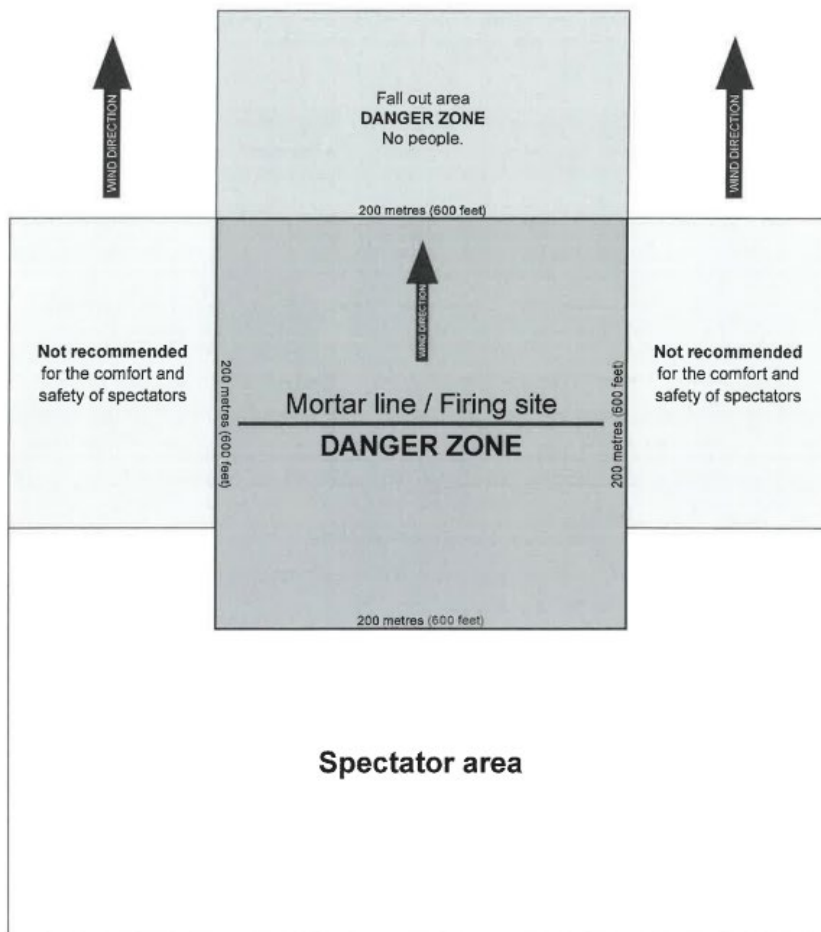 WIND DIRECTION
WIND DIRECTION
Fall out area
DANGER ZONE
No people.
200 metres (600 feet)
WIND DIRECTION
Not recommended
for the comfort and
safety of spectators
200 metres (600 feet)
Mortar line / Firing site
DANGER ZONE
200 metres (600 feet)
Not recommended
for the comfort and
safety of spectators
200 metres (600 feet)
Spectator area